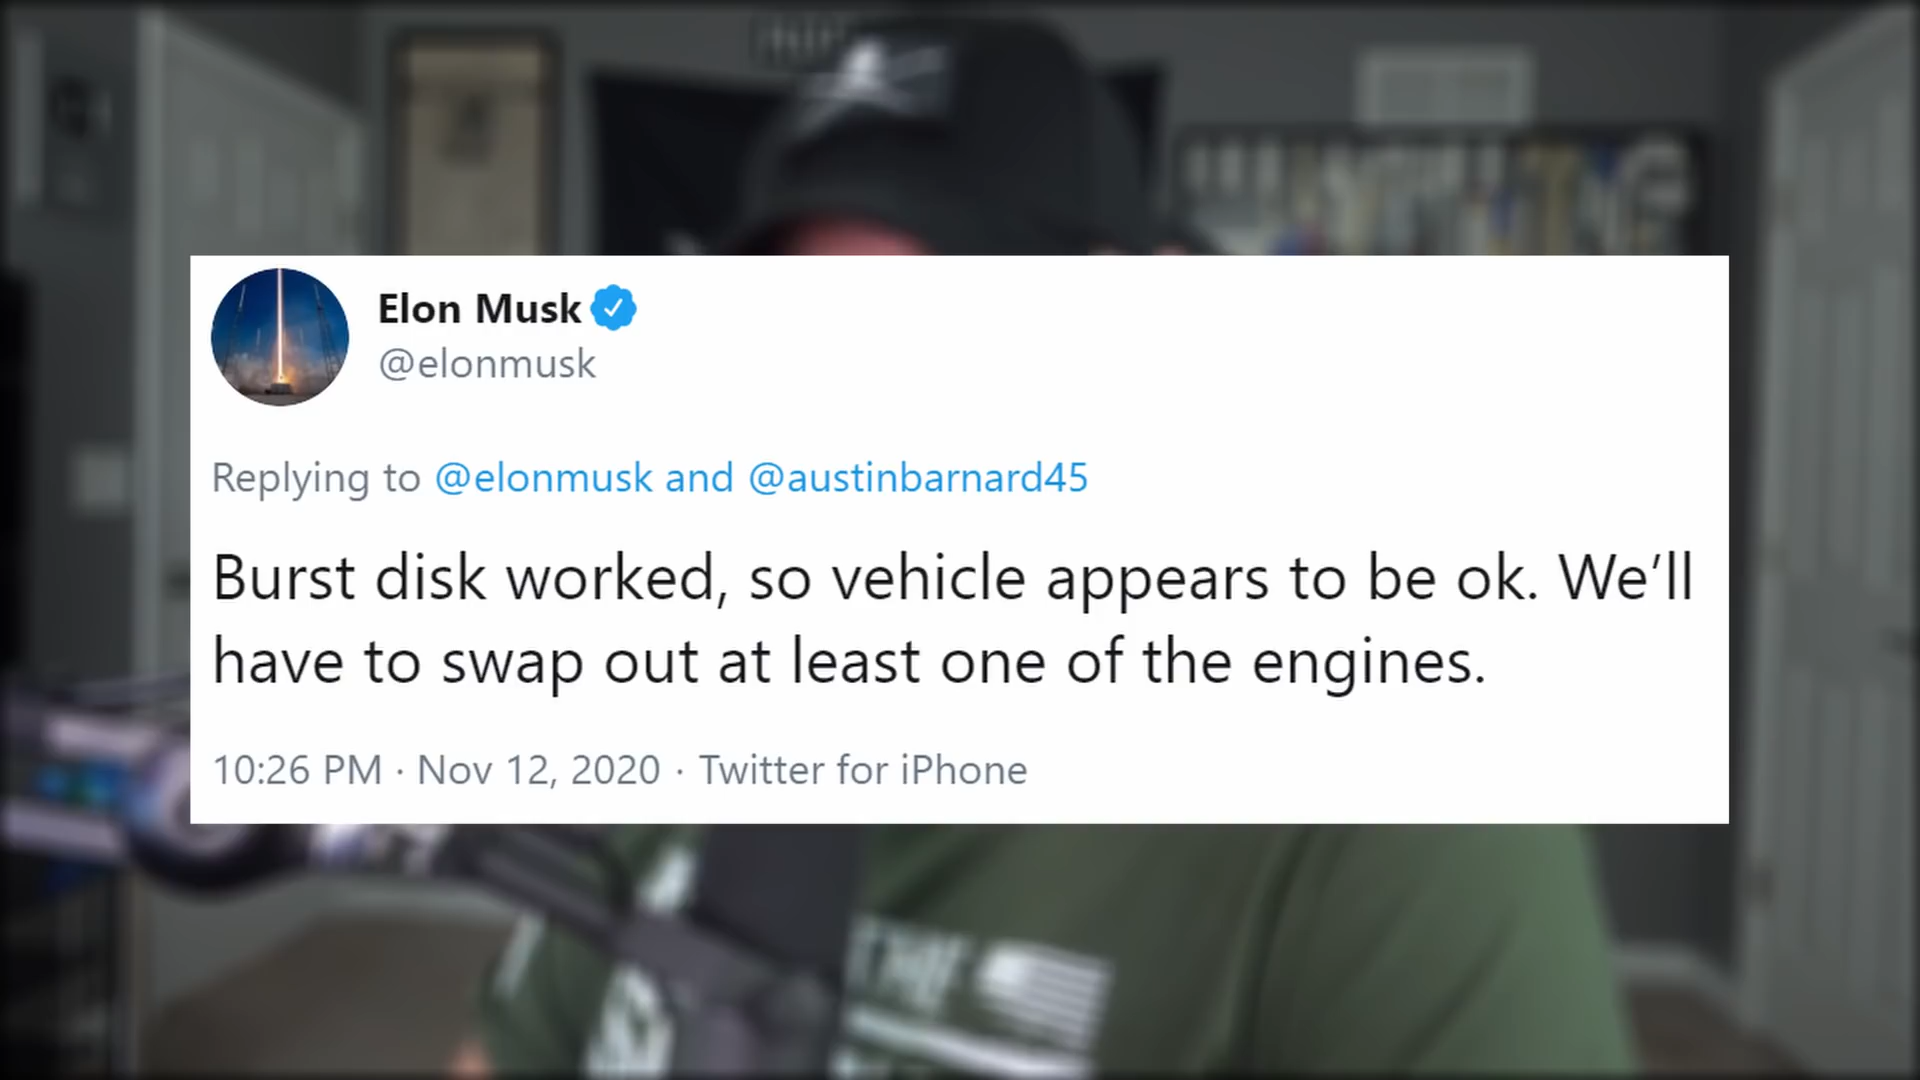 Elon Musk
@elonmusk
Replying to @elonmusk and @austinbarnard45
Burst disk worked, so vehicle appears to be ok. We’ll
have to swap out at least one of the engines.
10:26 PM · Nov 12, 2020 · Twitter for iPhone
THE